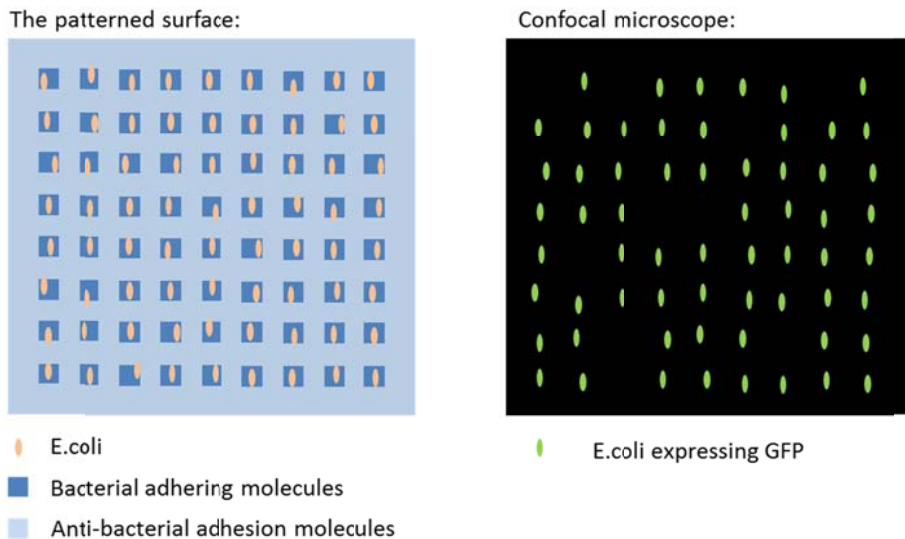 The patterned surface:
Confocal microscope:
E.coli
E.coli expressing GFP
Bacterial adhering molecules
Anti-bacterial adhesion molecules